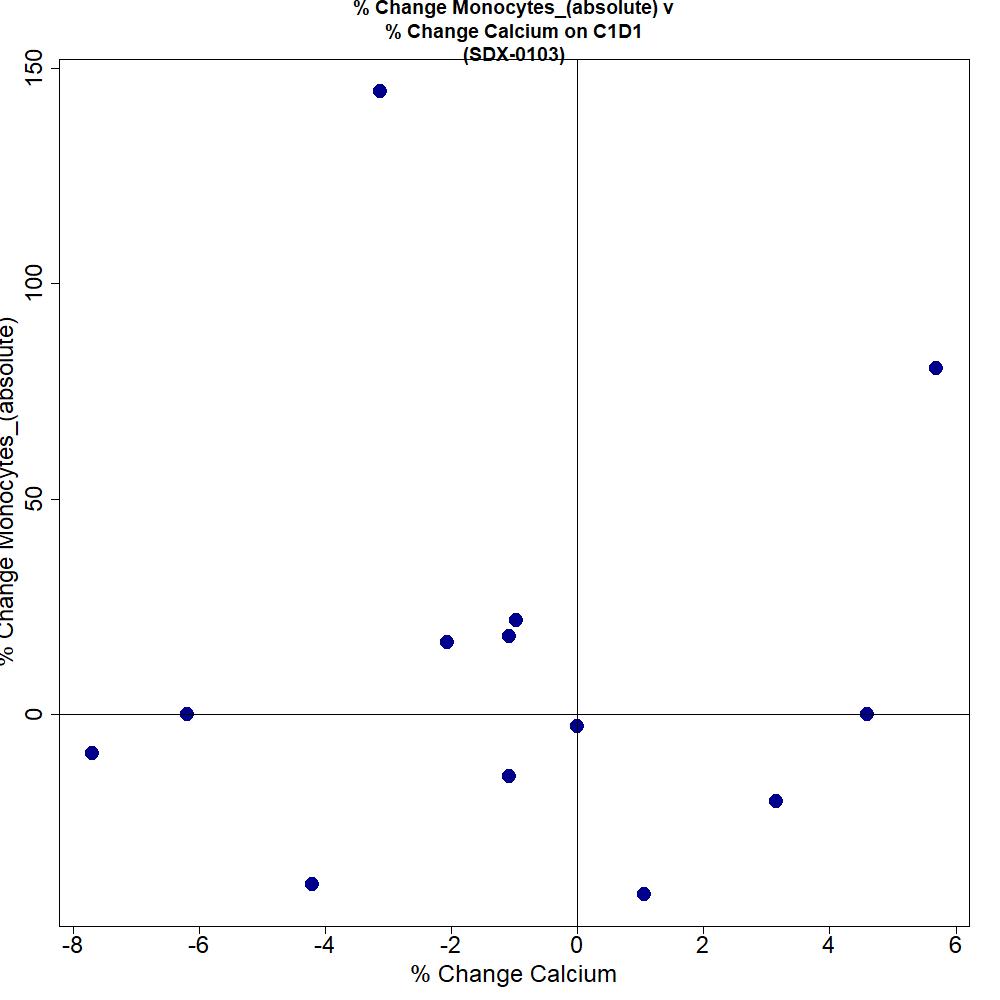 % Change Monocytes_(absolute) v
% Change Calcium on C1D1
(SDX-0103)
150
100
50
0
% Change Monocytes_(absolute)
-8 -6 -4 -2 0 2 4 6
% Change Calcium